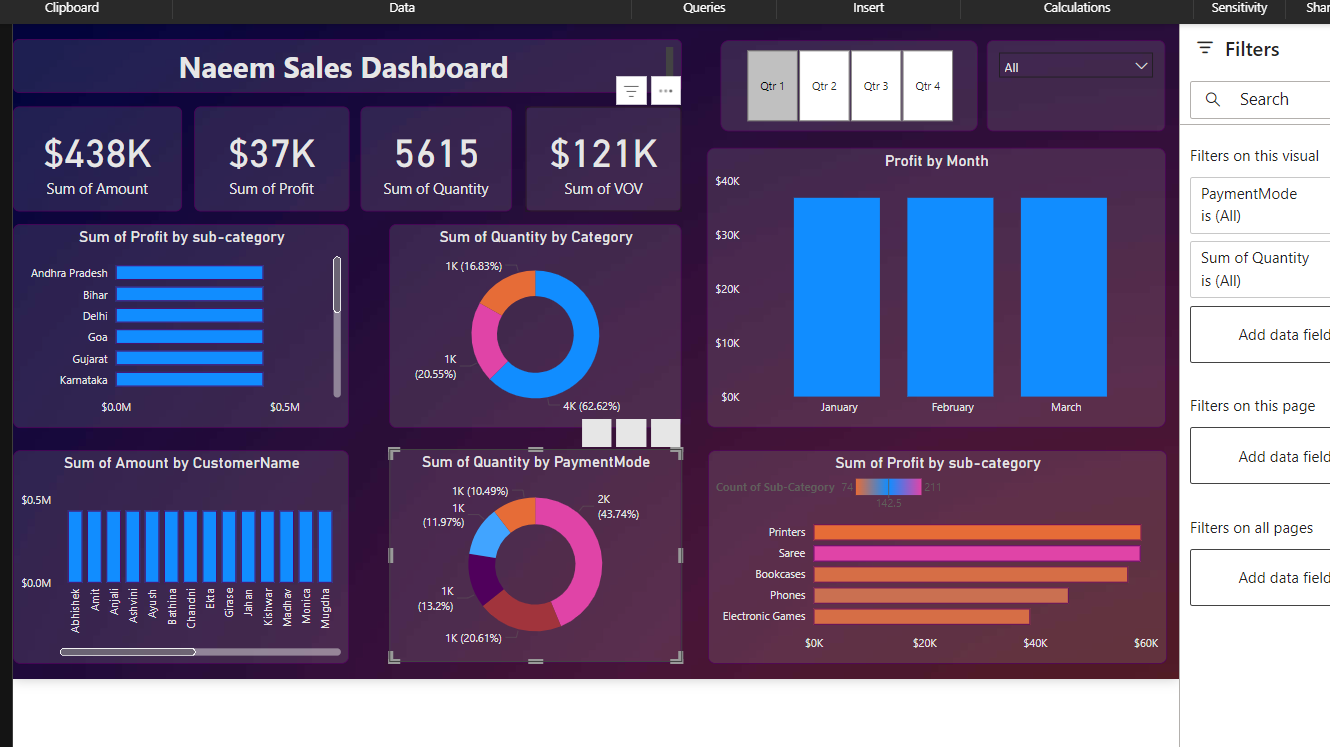 Clipboard
Data
Queries
Insert
Calculations
Sensitivity
Shar
Naeem Sales Dashboard
Qtr 1
Qtr 2
Qtr 3
Qtr 4
All
$438K
Sum of Amount
$37K
Sum of Profit
5615
Sum of Quantity
$121K
Sum of VOV
Sum of Profit by sub-category
Andhra Pradesh
Bihar
Delhi
Goa
Gujarat
Karnataka
$0.0M
$0.5M
Sum of Quantity by Category
1K (16.83%)
1K
(20.55%)
4K (62.62%)
Profit by Month
$40K
$30K
$20K
$10K
$0K
January
February
March
Sum of Amount by CustomerName
$0.5M
$0.0M
Abhishek
Amit
Anjali
Ashvini
Ayush
Bathina
Chandni
Ekta
Girase
Jahan
Kishwar
Madhav
Monica
Mugdha
Sum of Quantity by PaymentMode
1K (10.49%)
1K
(11.97%)
2K
(43.74%)
1K
(13.2%)
1K (20.61%)
Sum of Profit by sub-category
Count of Sub-Category 74 211
142.5
Printers
Saree
Bookcases
Phones
Electronic Games
$0K
$20K
$40K
$60K
Filters
Search
Filters on this visual
PaymentMode
is (All)
Sum of Quantity
is (All)
Add data field
Filters on this page
Add data field
Filters on all pages
Add data field